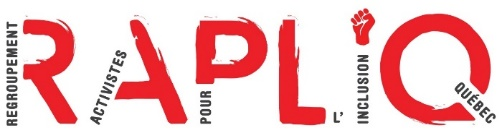 RAPLIQ
REGROUPEMENT
ACTIVISTES
POUR
L'
INCLUSION
QUÉBEC